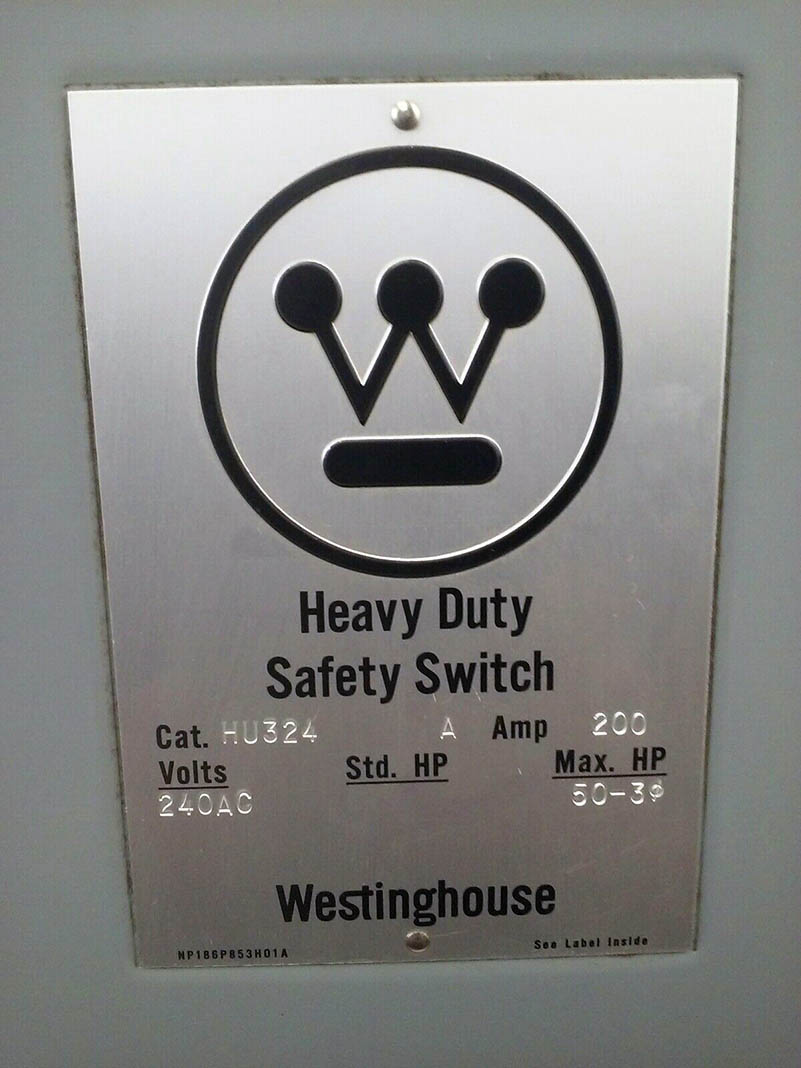 Heavy Duty
Safety Switch
Cat. HU324 A Amp 200
Volts Std. HP Max. HP
240AC 50-3φ
Westinghouse
NP186P853H01A See Label Inside